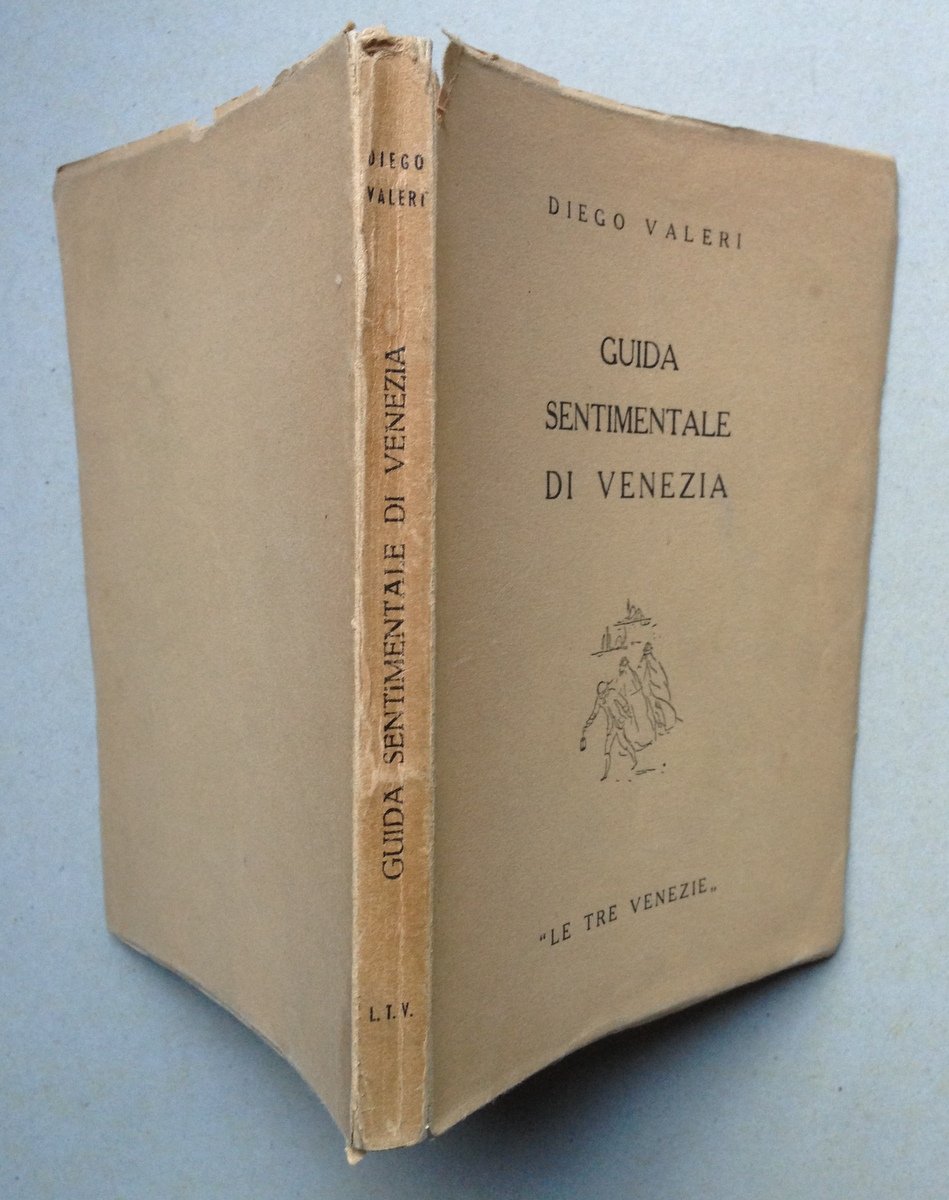 DIEGO
VALERI
GUIDA SENTIMENTALE DI VENEZIA
L. T. V.
DIEGO VALERI
GUIDA
SENTIMENTALE
DI VENEZIA
“LE TRE VENEZIE„